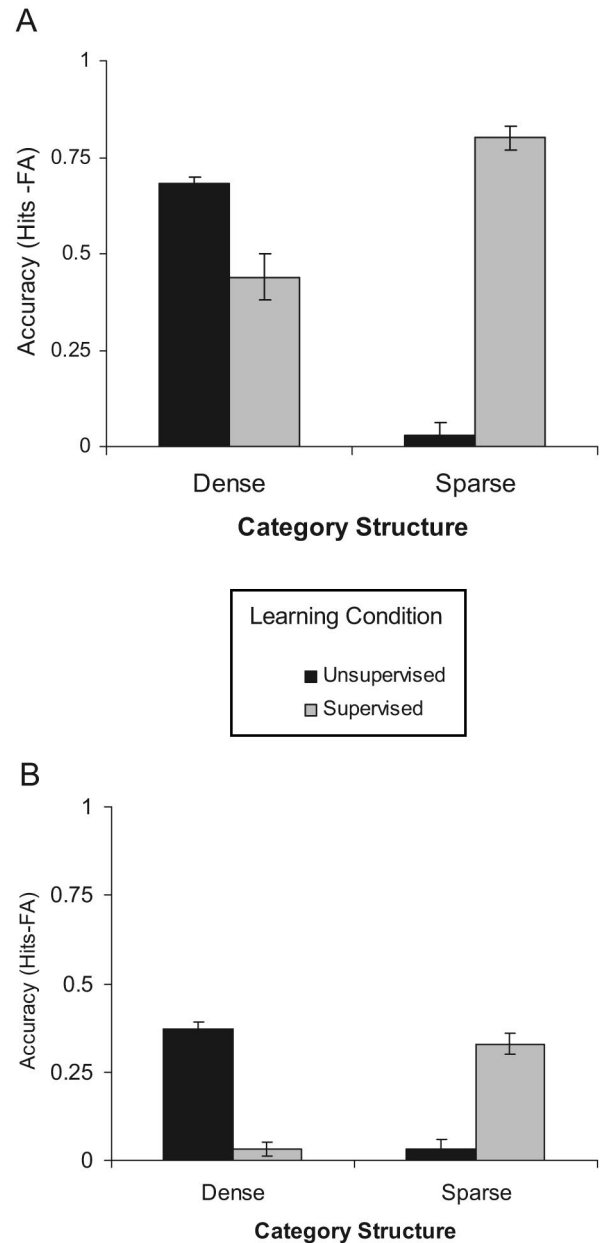 A
1
0.75
0.5
0.25
0
Accuracy (Hits -FA)
Dense Sparse
Category Structure
Learning Condition
Unsupervised
Supervised
B
1
0.75
0.5
0.25
0
Accuracy (Hits-FA)
Dense Sparse
Category Structure